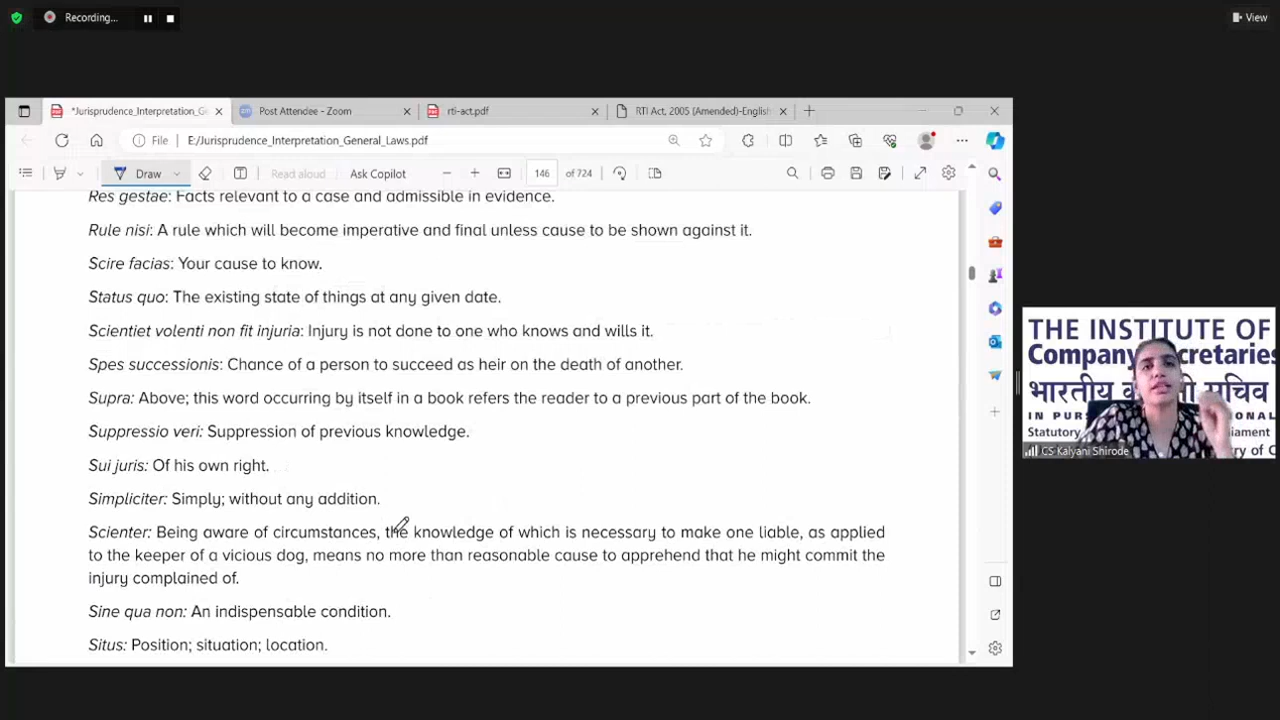 Recording...
View
*Jurisprudence_Interpretation_Ge
Post Attendee - Zoom
rti-act.pdf
RTI Act, 2005 (Amended)-English
File
E:/Jurisprudence_Interpretation_General_Laws.pdf
Draw
Read aloud
Ask Copilot
146
of 724
Res gestae: Facts relevant to a case and admissible in evidence.
Rule nisi: A rule which will become imperative and final unless cause to be shown against it.
Scire facias: Your cause to know.
Status quo: The existing state of things at any given date.
Scientiet volenti non fit injuria: Injury is not done to one who knows and wills it.
Spes successionis: Chance of a person to succeed as heir on the death of another.
Supra: Above; this word occurring by itself in a book refers the reader to a previous part of the book.
Suppressio veri: Suppression of previous knowledge.
Sui juris: Of his own right.
Simpliciter: Simply; without any addition.
Scienter: Being aware of circumstances, the knowledge of which is necessary to make one liable, as applied
to the keeper of a vicious dog, means no more than reasonable cause to apprehend that he might commit the
injury complained of.
Sine qua non: An indispensable condition.
Situs: Position; situation; location.
THE INSTITUTE OF
Company
भारतीय
सचिव
IN PUR
Statutory
CS Kalyani Shirode